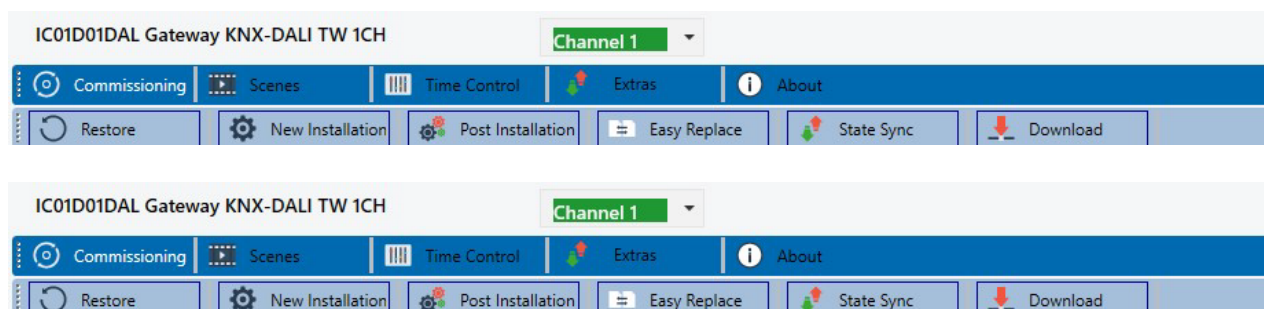 IC01D01DAL Gateway KNX-DALI TW 1CH Channel 1
Commissioning Scenes Time Control Extras i About
Restore New Installation Post Installation Easy Replace State Sync Download
IC01D01DAL Gateway KNX-DALI TW 1CH Channel 1
Commissioning Scenes Time Control Extras i About
Restore New Installation Post Installation Easy Replace State Sync Download